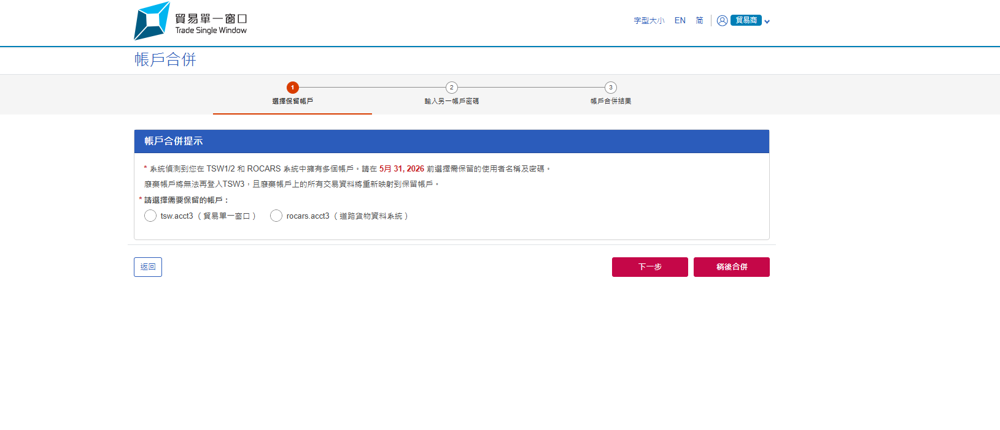 貿易單一窗口
Trade Single Window
字型大小 EN 简 貿易商
帳戶合併
1 2 3
選擇保留帳戶 輸入另一帳戶密碼 帳戶合併結果
帳戶合併提示
* 系統偵測到您在 TSW1/2 和 ROCARS 系統中擁有多個帳戶。請在 5月 31, 2026 前選擇需保留的使用者名稱及密碼。
廢棄帳戶將無法再登入TSW3，且廢棄帳戶上的所有交易資料將重新映射到保留帳戶。
* 請選擇需要保留的帳戶：
tsw.acct3（貿易單一窗口） rocars.acct3（道路貨物資料系統）
返回 下一步 稍後合併